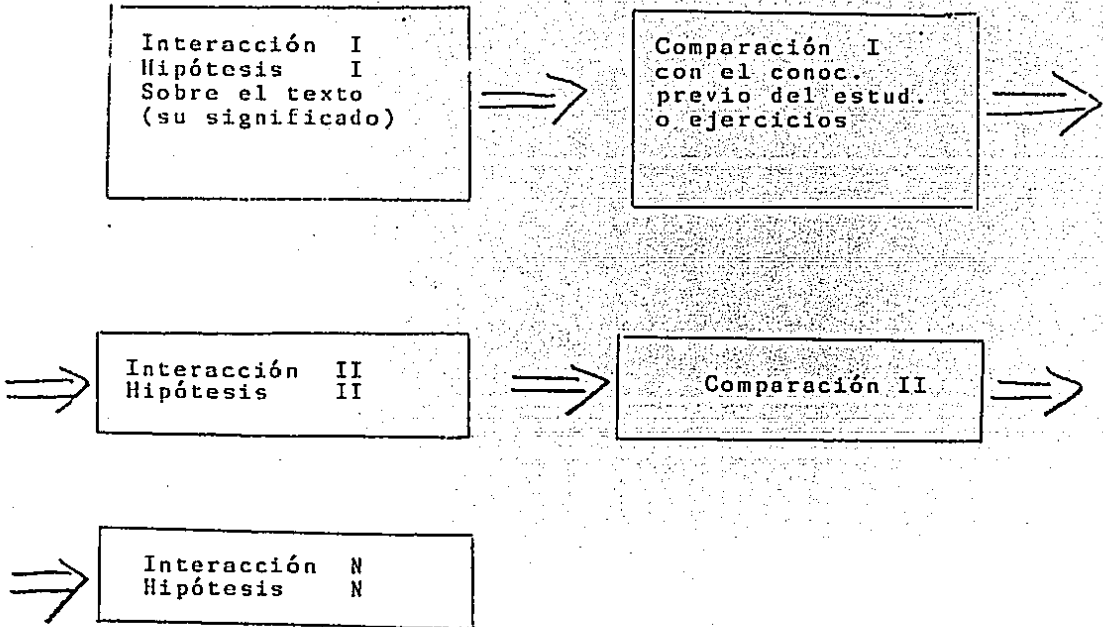 Interacción I
Hipótesis I
Sobre el texto
(su significado)
Comparación I
con el conoc.
previo del estud.
o ejercicios
Interacción II
Hipótesis II
Comparación II
Interacción N
Hipótesis N